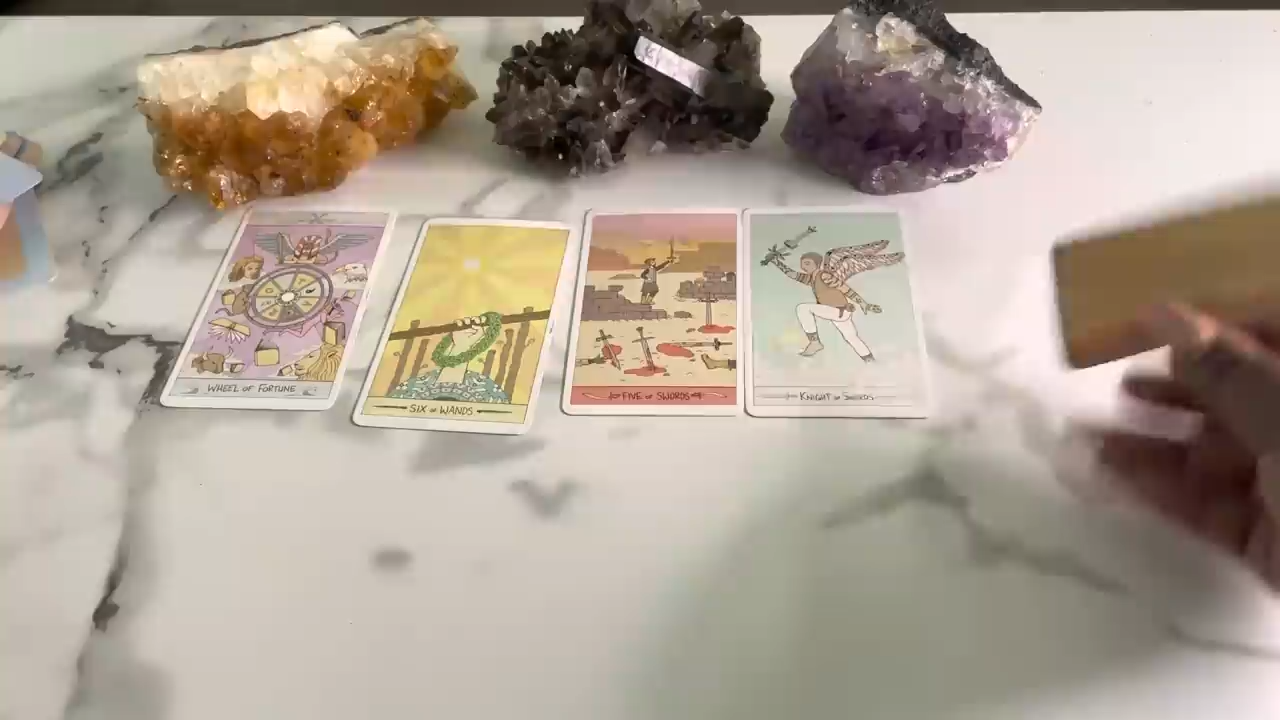 X
WHEEL OF FORTUNE
SIX OF WANDS
FIVE OF SWORDS
KNIGHT OF SWORDS